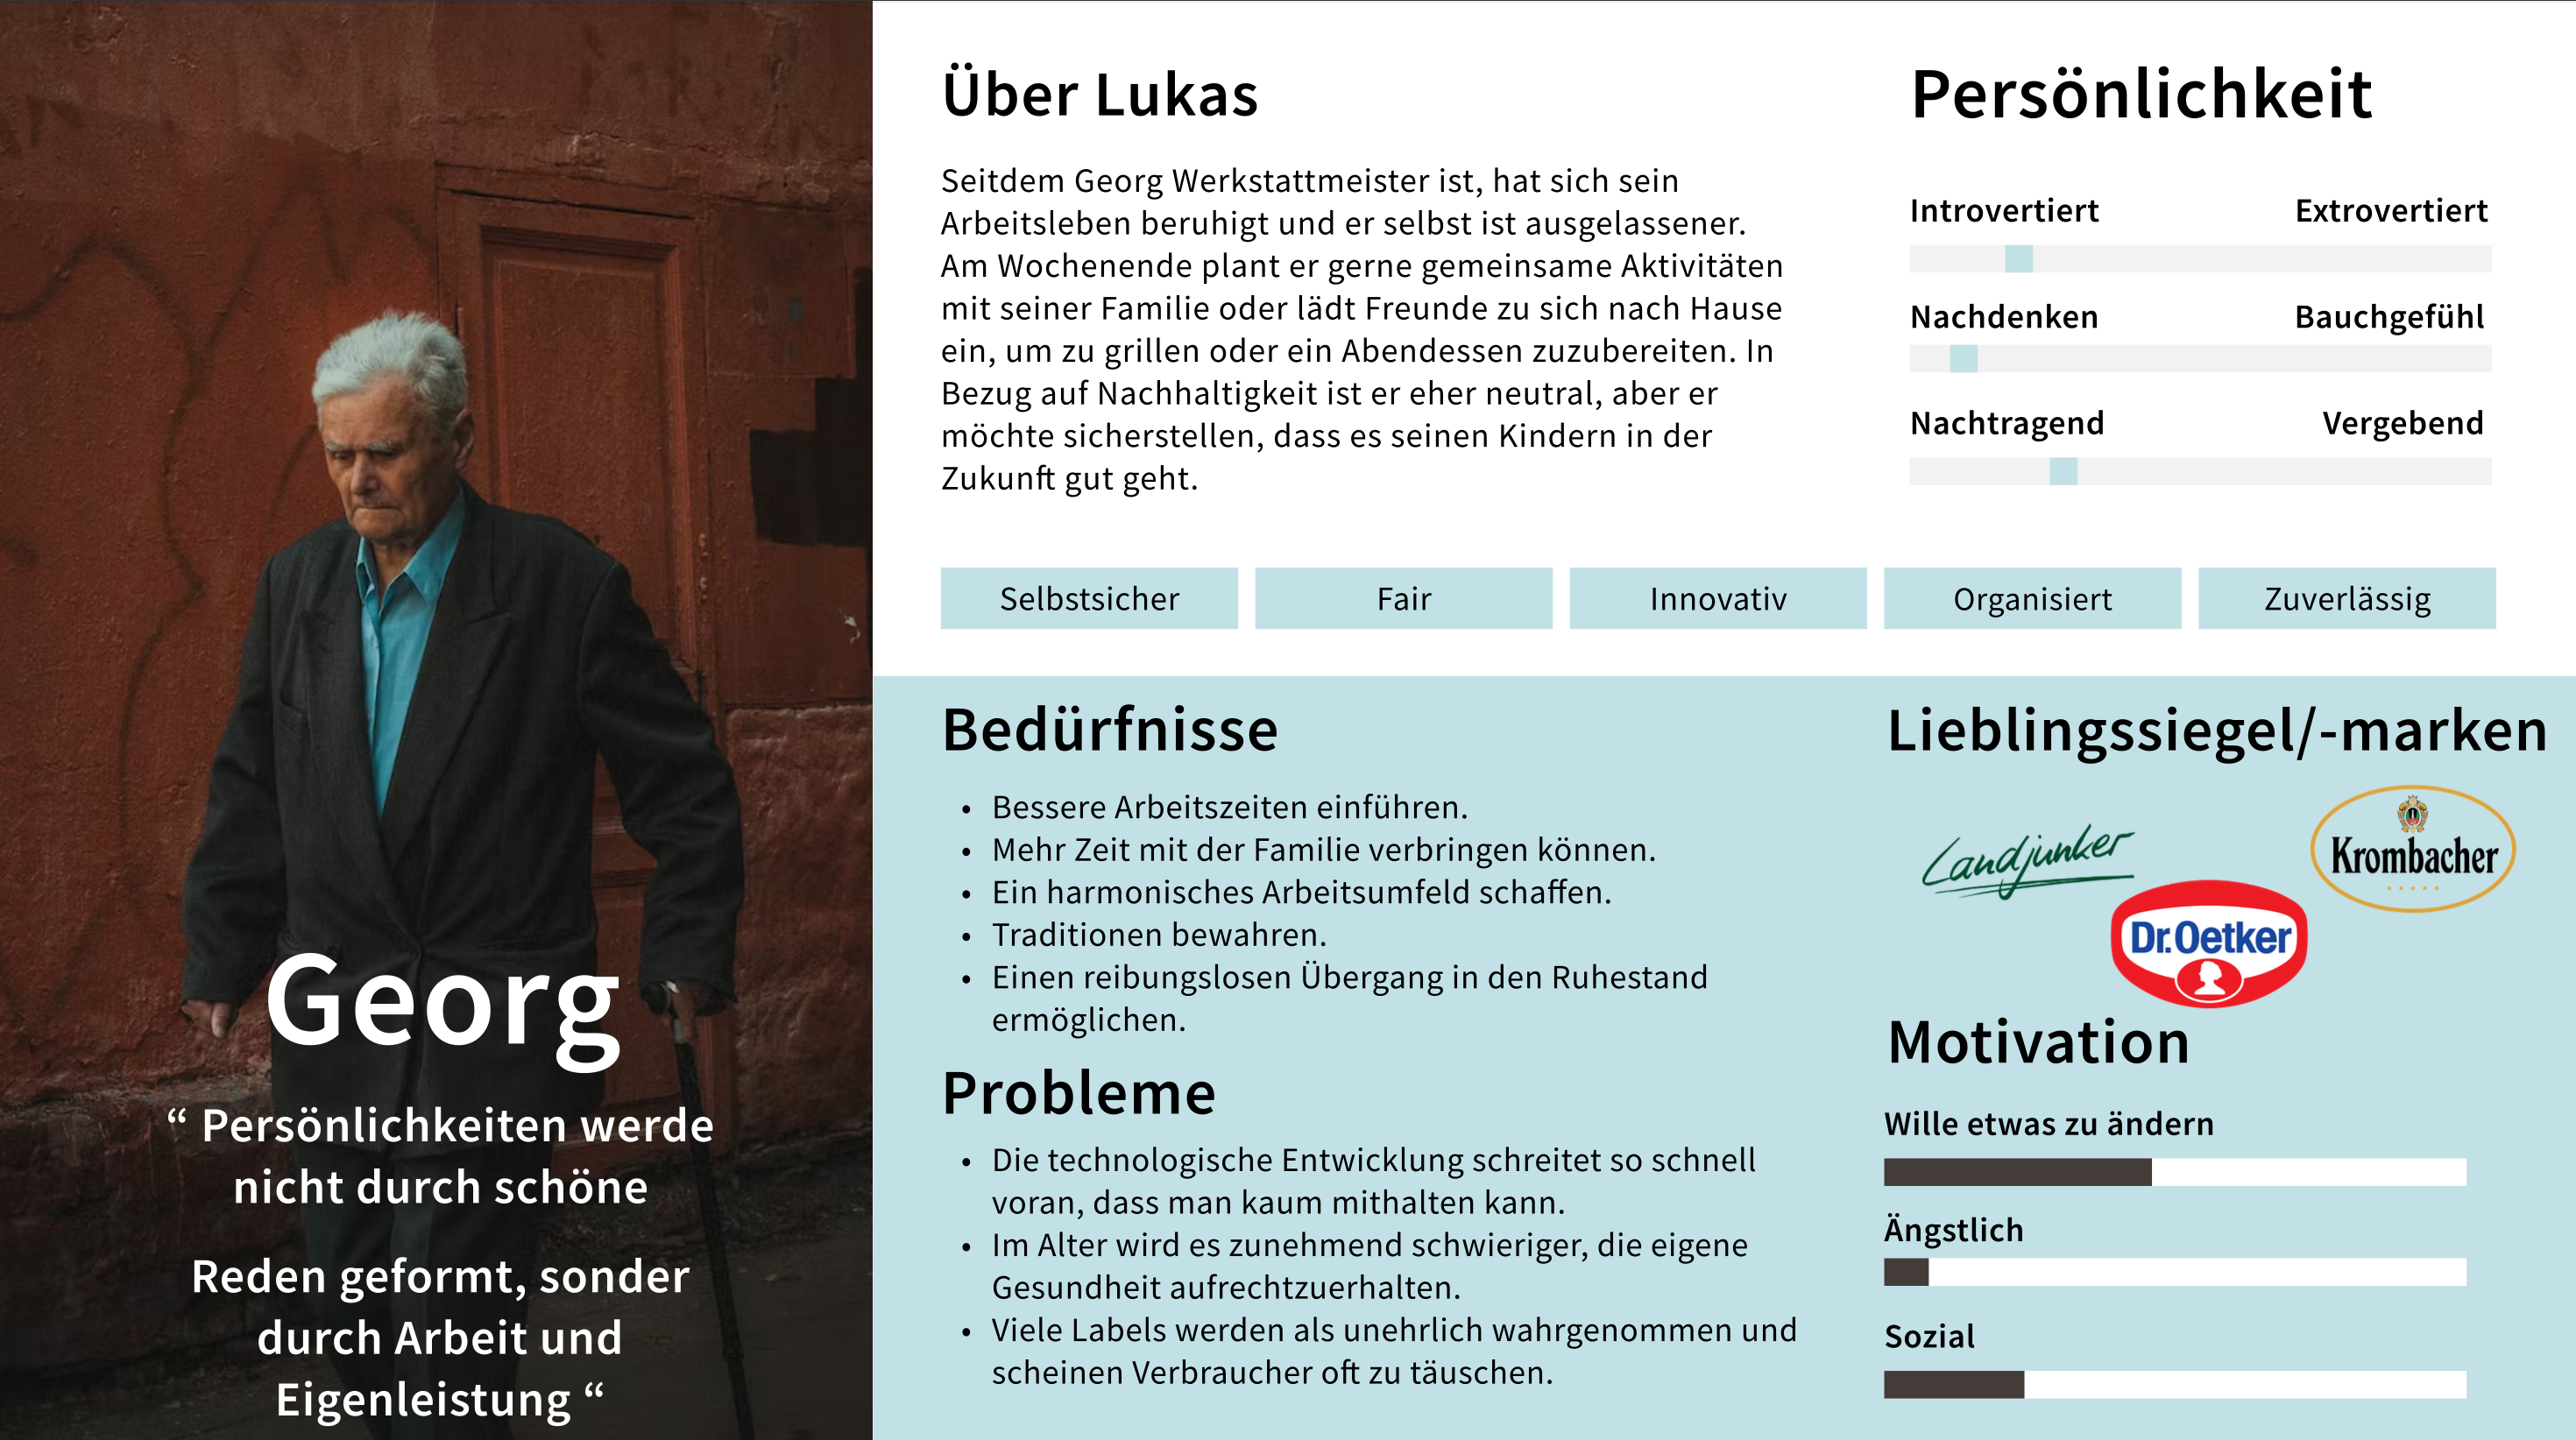 Georg
“ Persönlichkeiten werde
nicht durch schöne
Reden geformt, sonder
durch Arbeit und
Eigenleistung “
Über Lukas
Seitdem Georg Werkstattmeister ist, hat sich sein
Arbeitsleben beruhigt und er selbst ist ausgelassener.
Am Wochenende plant er gerne gemeinsame Aktivitäten
mit seiner Familie oder lädt Freunde zu sich nach Hause
ein, um zu grillen oder ein Abendessen zuzubereiten. In
Bezug auf Nachhaltigkeit ist er eher neutral, aber er
möchte sicherstellen, dass es seinen Kindern in der
Zukunft gut geht.
Persönlichkeit
Introvertiert Extrovertiert
Nachdenken Bauchgefühl
Nachtragend Vergebend
Selbstsicher Fair Innovativ Organisiert Zuverlässig
Bedürfnisse
• Bessere Arbeitszeiten einführen.
• Mehr Zeit mit der Familie verbringen können.
• Ein harmonisches Arbeitsumfeld schaffen.
• Traditionen bewahren.
• Einen reibungslosen Übergang in den Ruhestand
ermöglichen.
Probleme
• Die technologische Entwicklung schreitet so schnell
voran, dass man kaum mithalten kann.
• Im Alter wird es zunehmend schwieriger, die eigene
Gesundheit aufrechtzuerhalten.
• Viele Labels werden als unehrlich wahrgenommen und
scheinen Verbraucher oft zu täuschen.
Lieblingssiegel/-marken
Landjunker
Krombacher
Dr.Oetker
Motivation
Wille etwas zu ändern
Ängstlich
Sozial